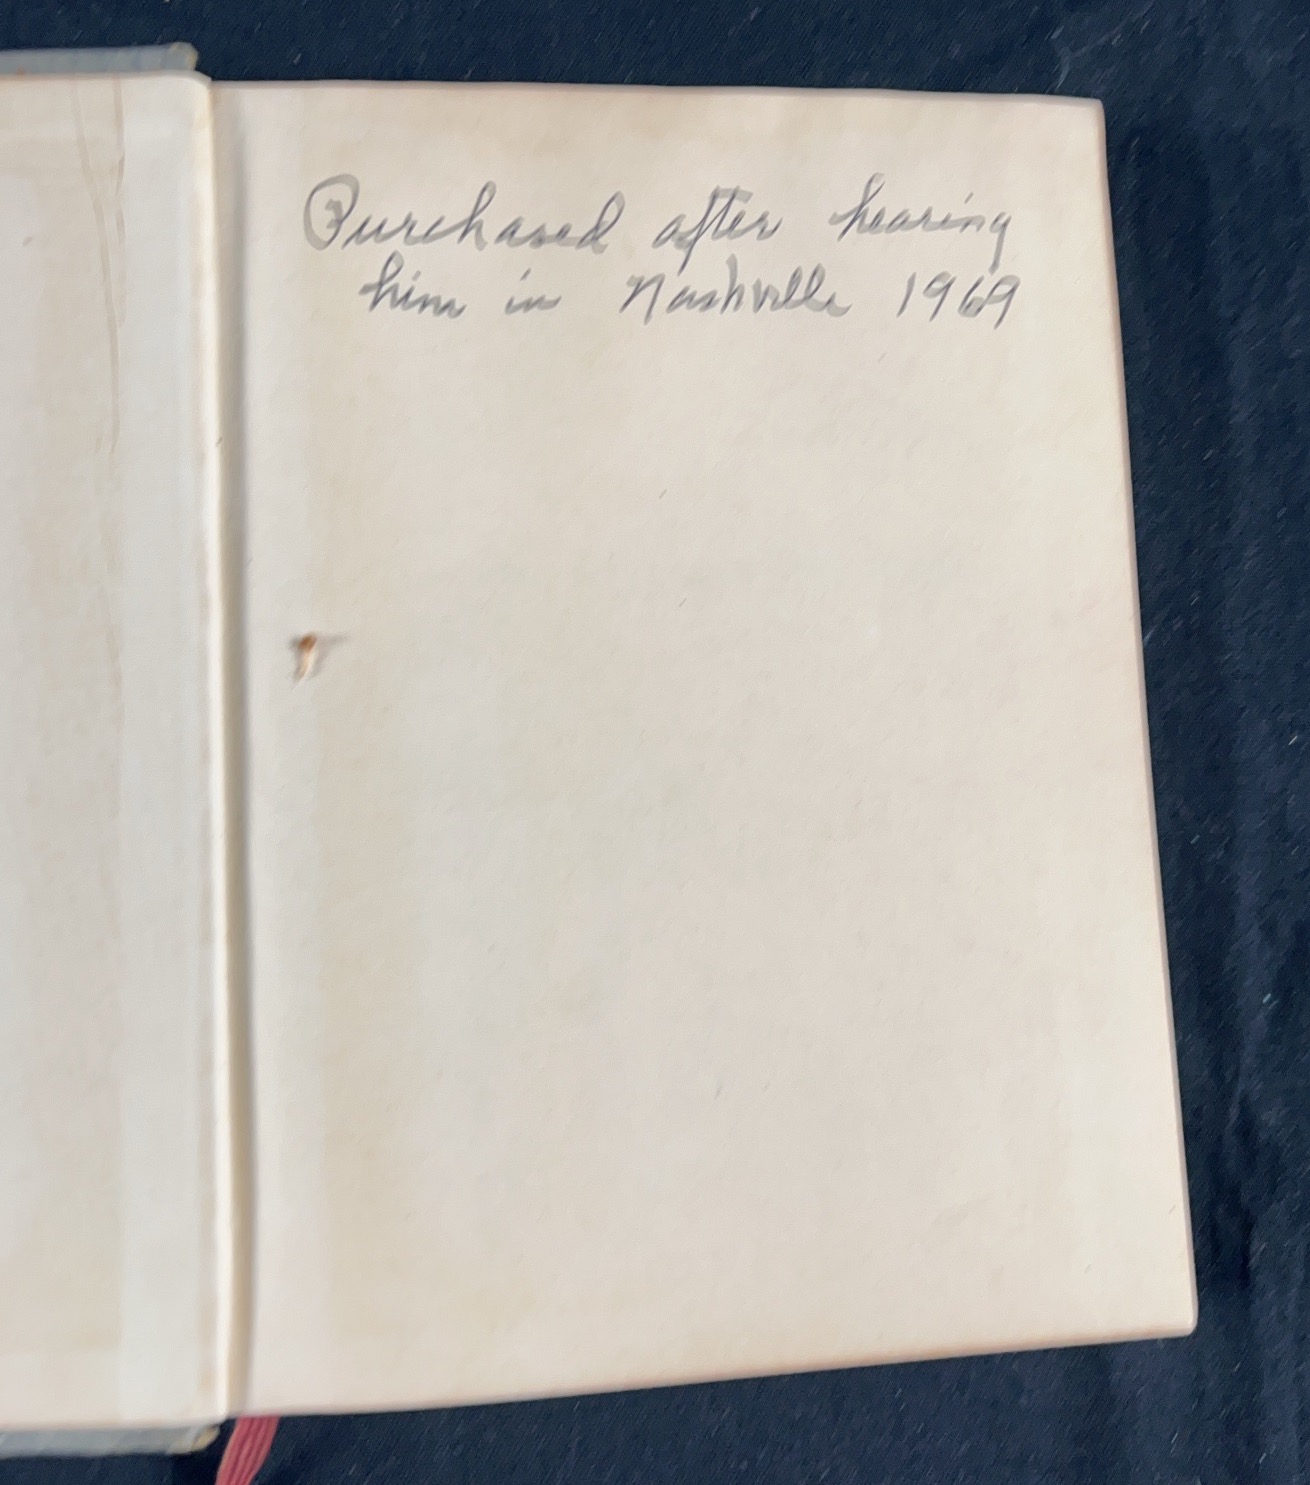 Purchased after hearing
him in Nashville 1969